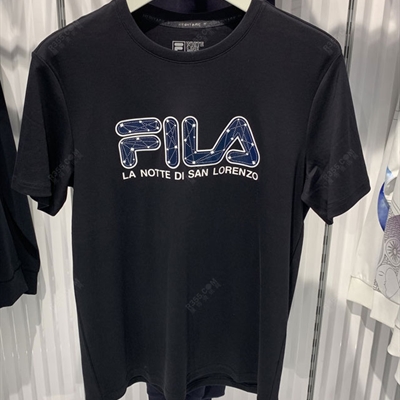 FILA
LA NOTTE DI SAN LORENZO